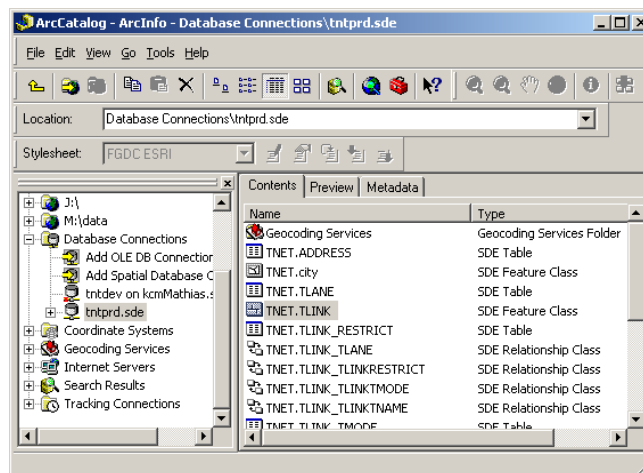 ArcCatalog - ArcInfo - Database Connections\tntprd.sde
File Edit View Go Tools Help
Location: Database Connections\tntprd.sde
Stylesheet: FGDC ESRI
J:\
M:\data
Database Connections
Add OLE DB Connection
Add Spatial Database C
tntdev on kcmMathias.s
tntprd.sde
Coordinate Systems
Geocoding Services
Internet Servers
Search Results
Tracking Connections
Contents Preview Metadata
Name Type
Geocoding Services Geocoding Services Folder
TNET.ADDRESS SDE Table
TNET.city SDE Feature Class
TNET.TLANE SDE Table
TNET.TLINK SDE Feature Class
TNET.TLINK_RESTRICT SDE Table
TNET.TLINK_TLANE SDE Relationship Class
TNET.TLINK_TLINKRESTRICT SDE Relationship Class
TNET.TLINK_TLINKTMODE SDE Relationship Class
TNET.TLINK_TLINKTNAME SDE Relationship Class
TNET.TLINK_TMODE SDE Table